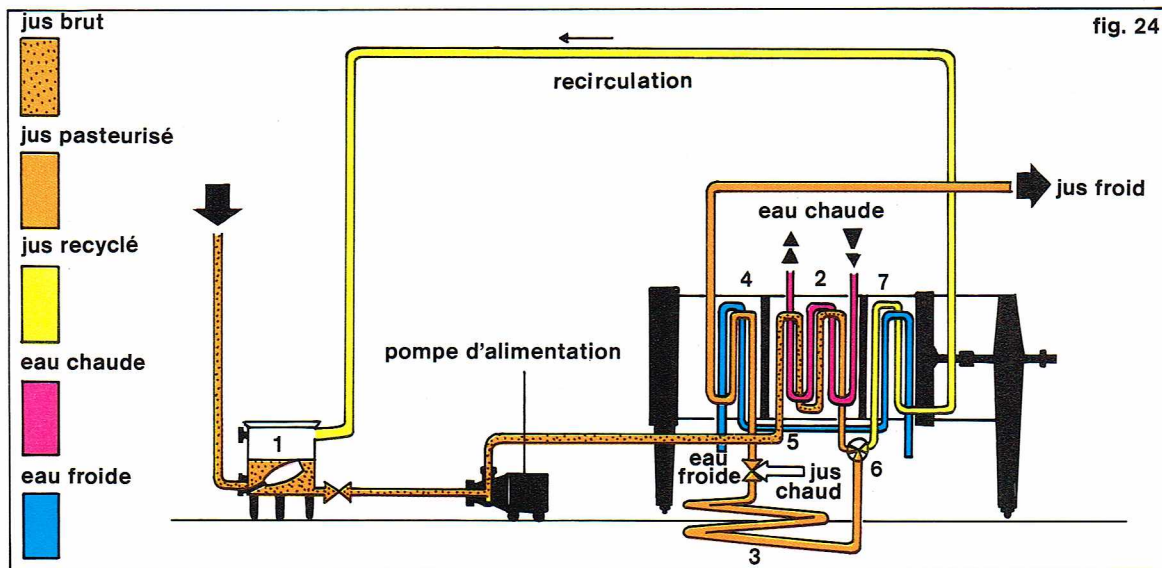 fig. 24
jus brut
jus pasteurisé
jus recyclé
eau chaude
eau froide
recirculation
jus froid
eau chaude
4
2
7
pompe d'alimentation
1
5
6
eau
froide
jus
chaud
3